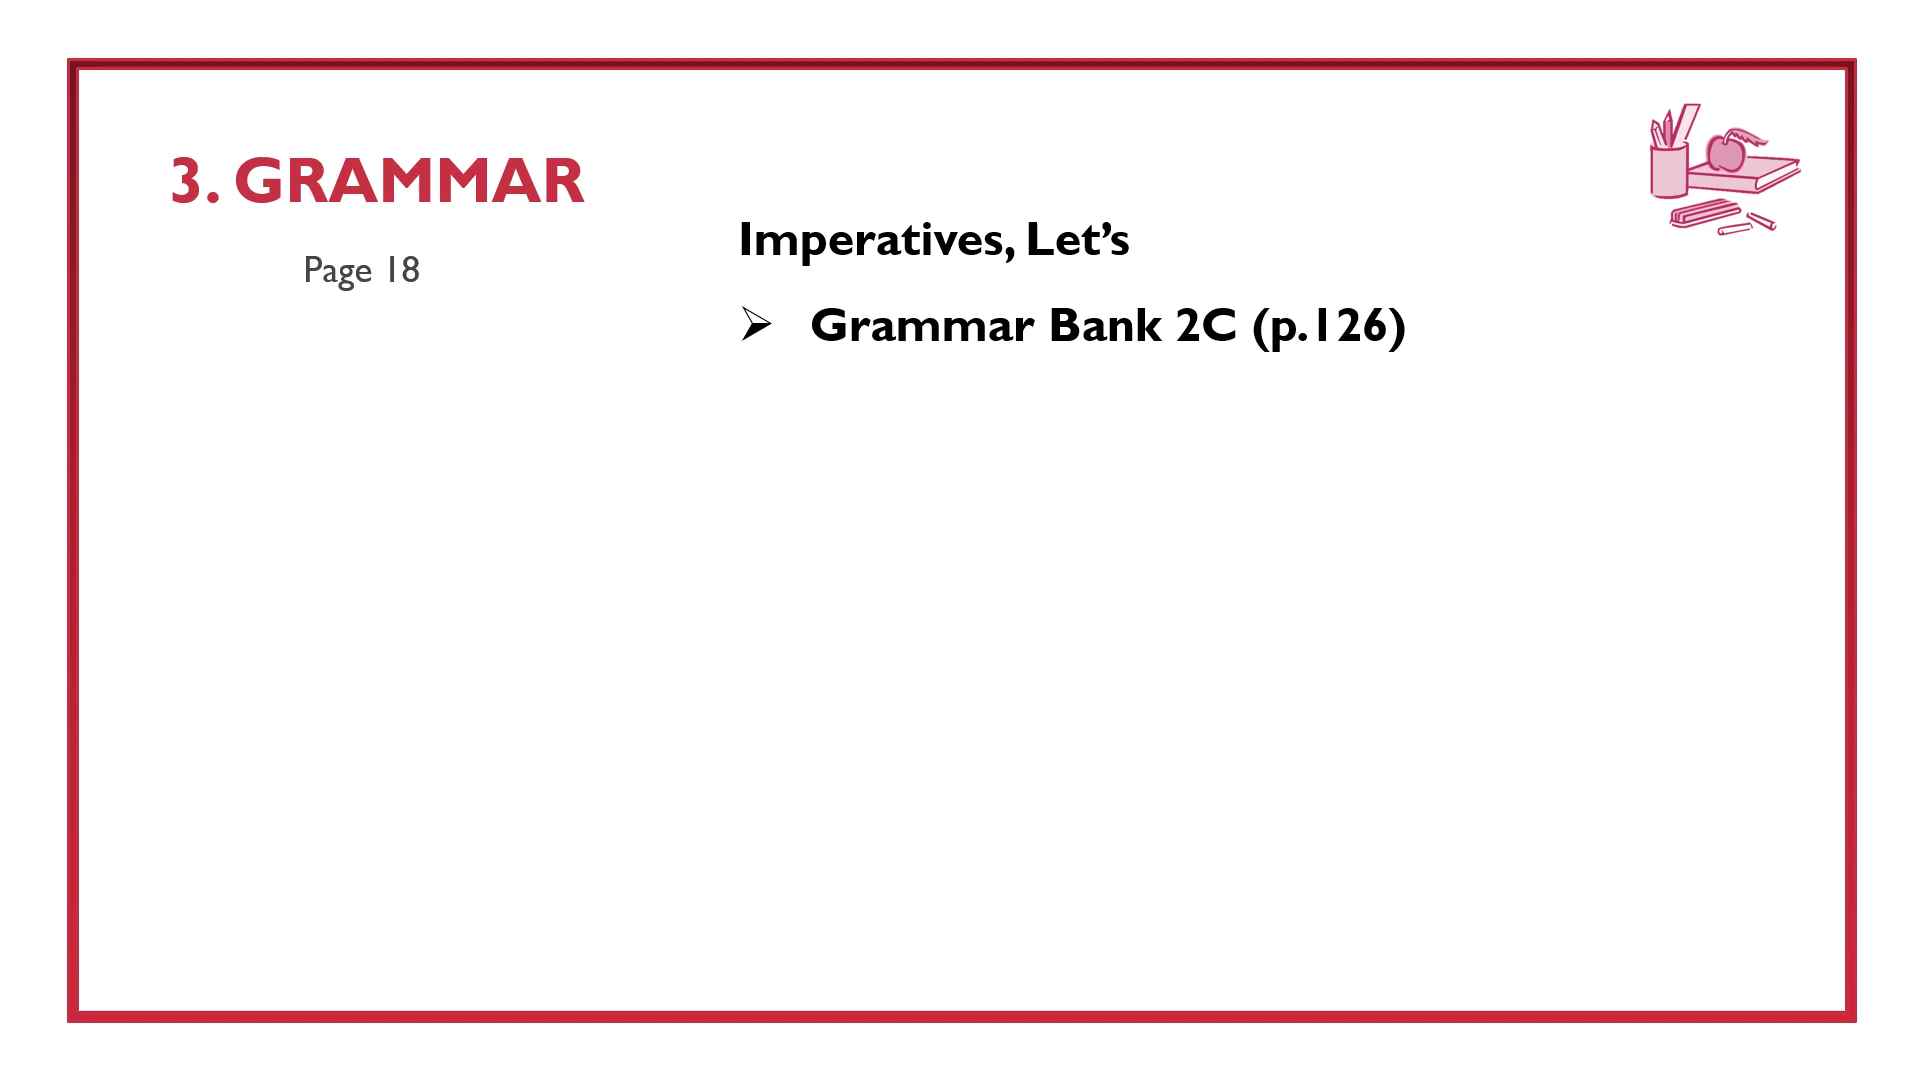 3. GRAMMAR
Page 18
Imperatives, Let’s
➢ Grammar Bank 2C (p.126)